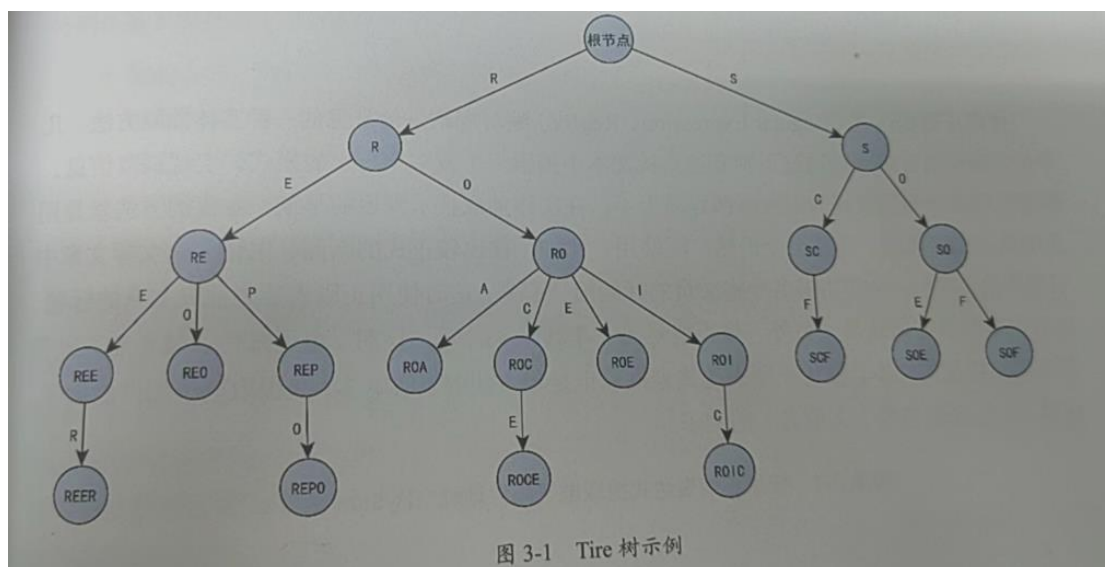 根节点
R S
R S
E O C O
RE RO SC SO
E O P A C E I F E F
REE REO REP ROA ROC ROE ROI SCF SOE SOF
R O E C
REER REPO ROCE ROIC
图 3-1 Tire 树示例